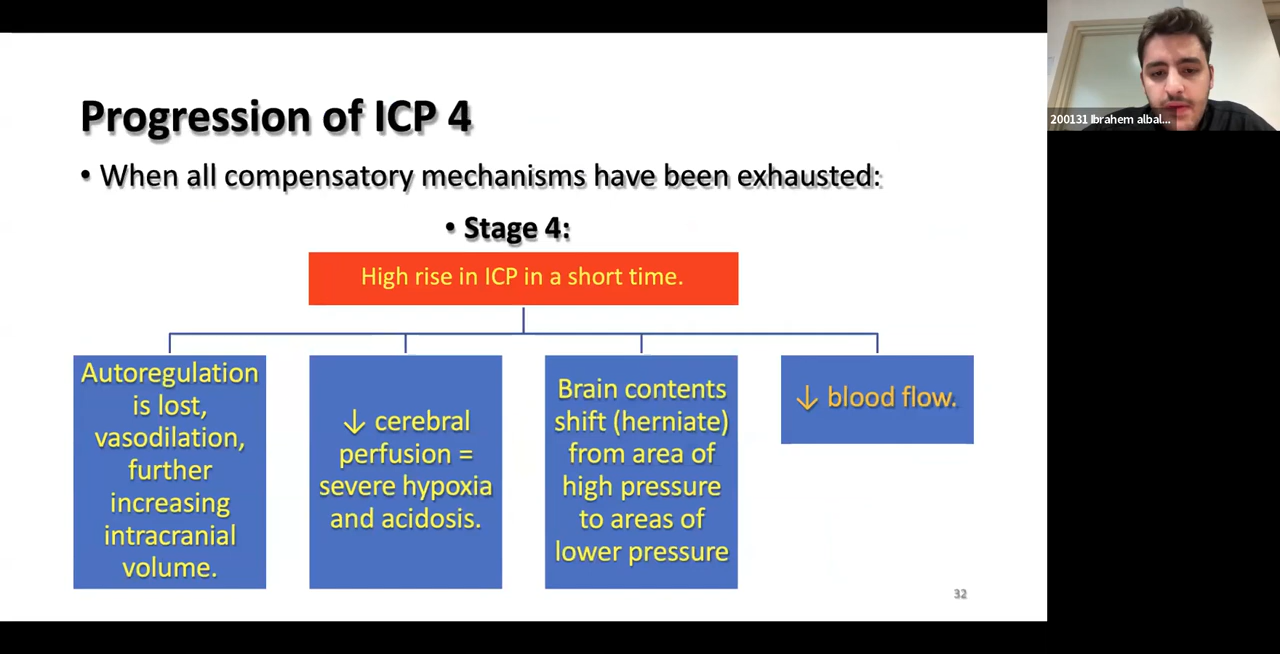 Progression of ICP 4
• When all compensatory mechanisms have been exhausted:
• Stage 4:
High rise in ICP in a short time.
Autoregulation
is lost,
vasodilation,
further
increasing
intracranial
volume.
↓ cerebral
perfusion =
severe hypoxia
and acidosis.
Brain contents
shift (herniate)
from area of
high pressure
to areas of
lower pressure
↓ blood flow.
32
200131 Ibrahem albal...